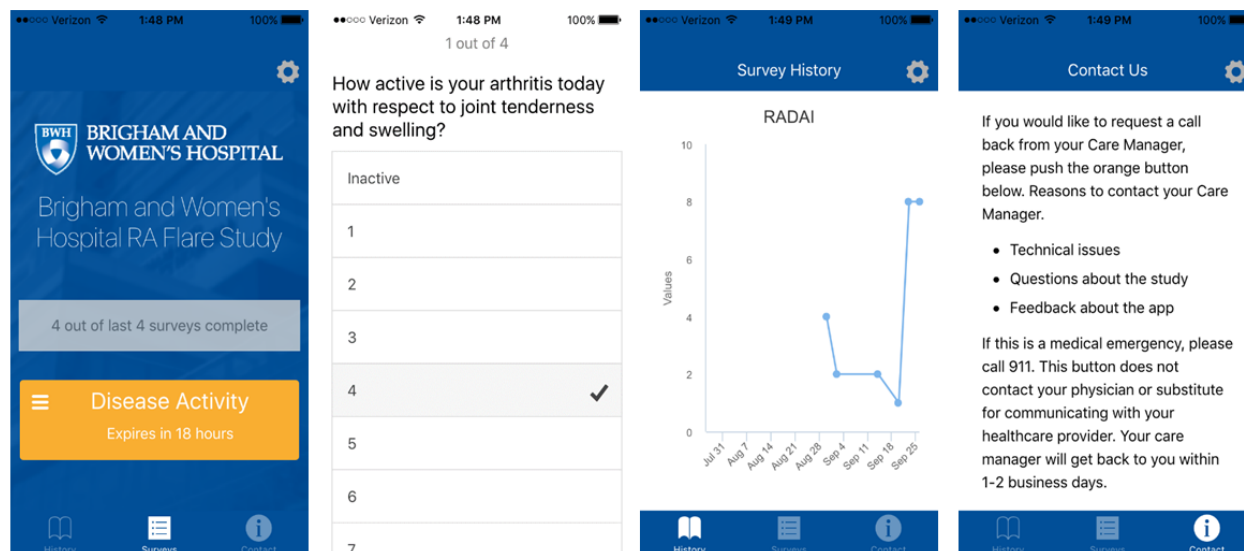 ●●○○○ Verizon 1:48 PM 100%
BWH BRIGHAM AND
WOMEN'S HOSPITAL
Brigham and Women's
Hospital RA Flare Study
4 out of last 4 surveys complete
Disease Activity
Expires in 18 hours
History Surveys Contact
●●○○○ Verizon 1:48 PM 100%
1 out of 4
How active is your arthritis today
with respect to joint tenderness
and swelling?
Inactive
1
2
3
4
5
6
7
●●○○○ Verizon 1:49 PM 100%
Survey History
RADAI
10
8
6
4
2
0
Values
Jul 31 Aug 7 Aug 14 Aug 21 Aug 28 Sep 4 Sep 11 Sep 18 Sep 25
History Surveys Contact
●●○○○ Verizon 1:49 PM 100%
Contact Us
If you would like to request a call
back from your Care Manager,
please push the orange button
below. Reasons to contact your Care
Manager.
• Technical issues
• Questions about the study
• Feedback about the app
If this is a medical emergency, please
call 911. This button does not
contact your physician or substitute
for communicating with your
healthcare provider. Your care
manager will get back to you within
1-2 business days.
History Surveys Contact